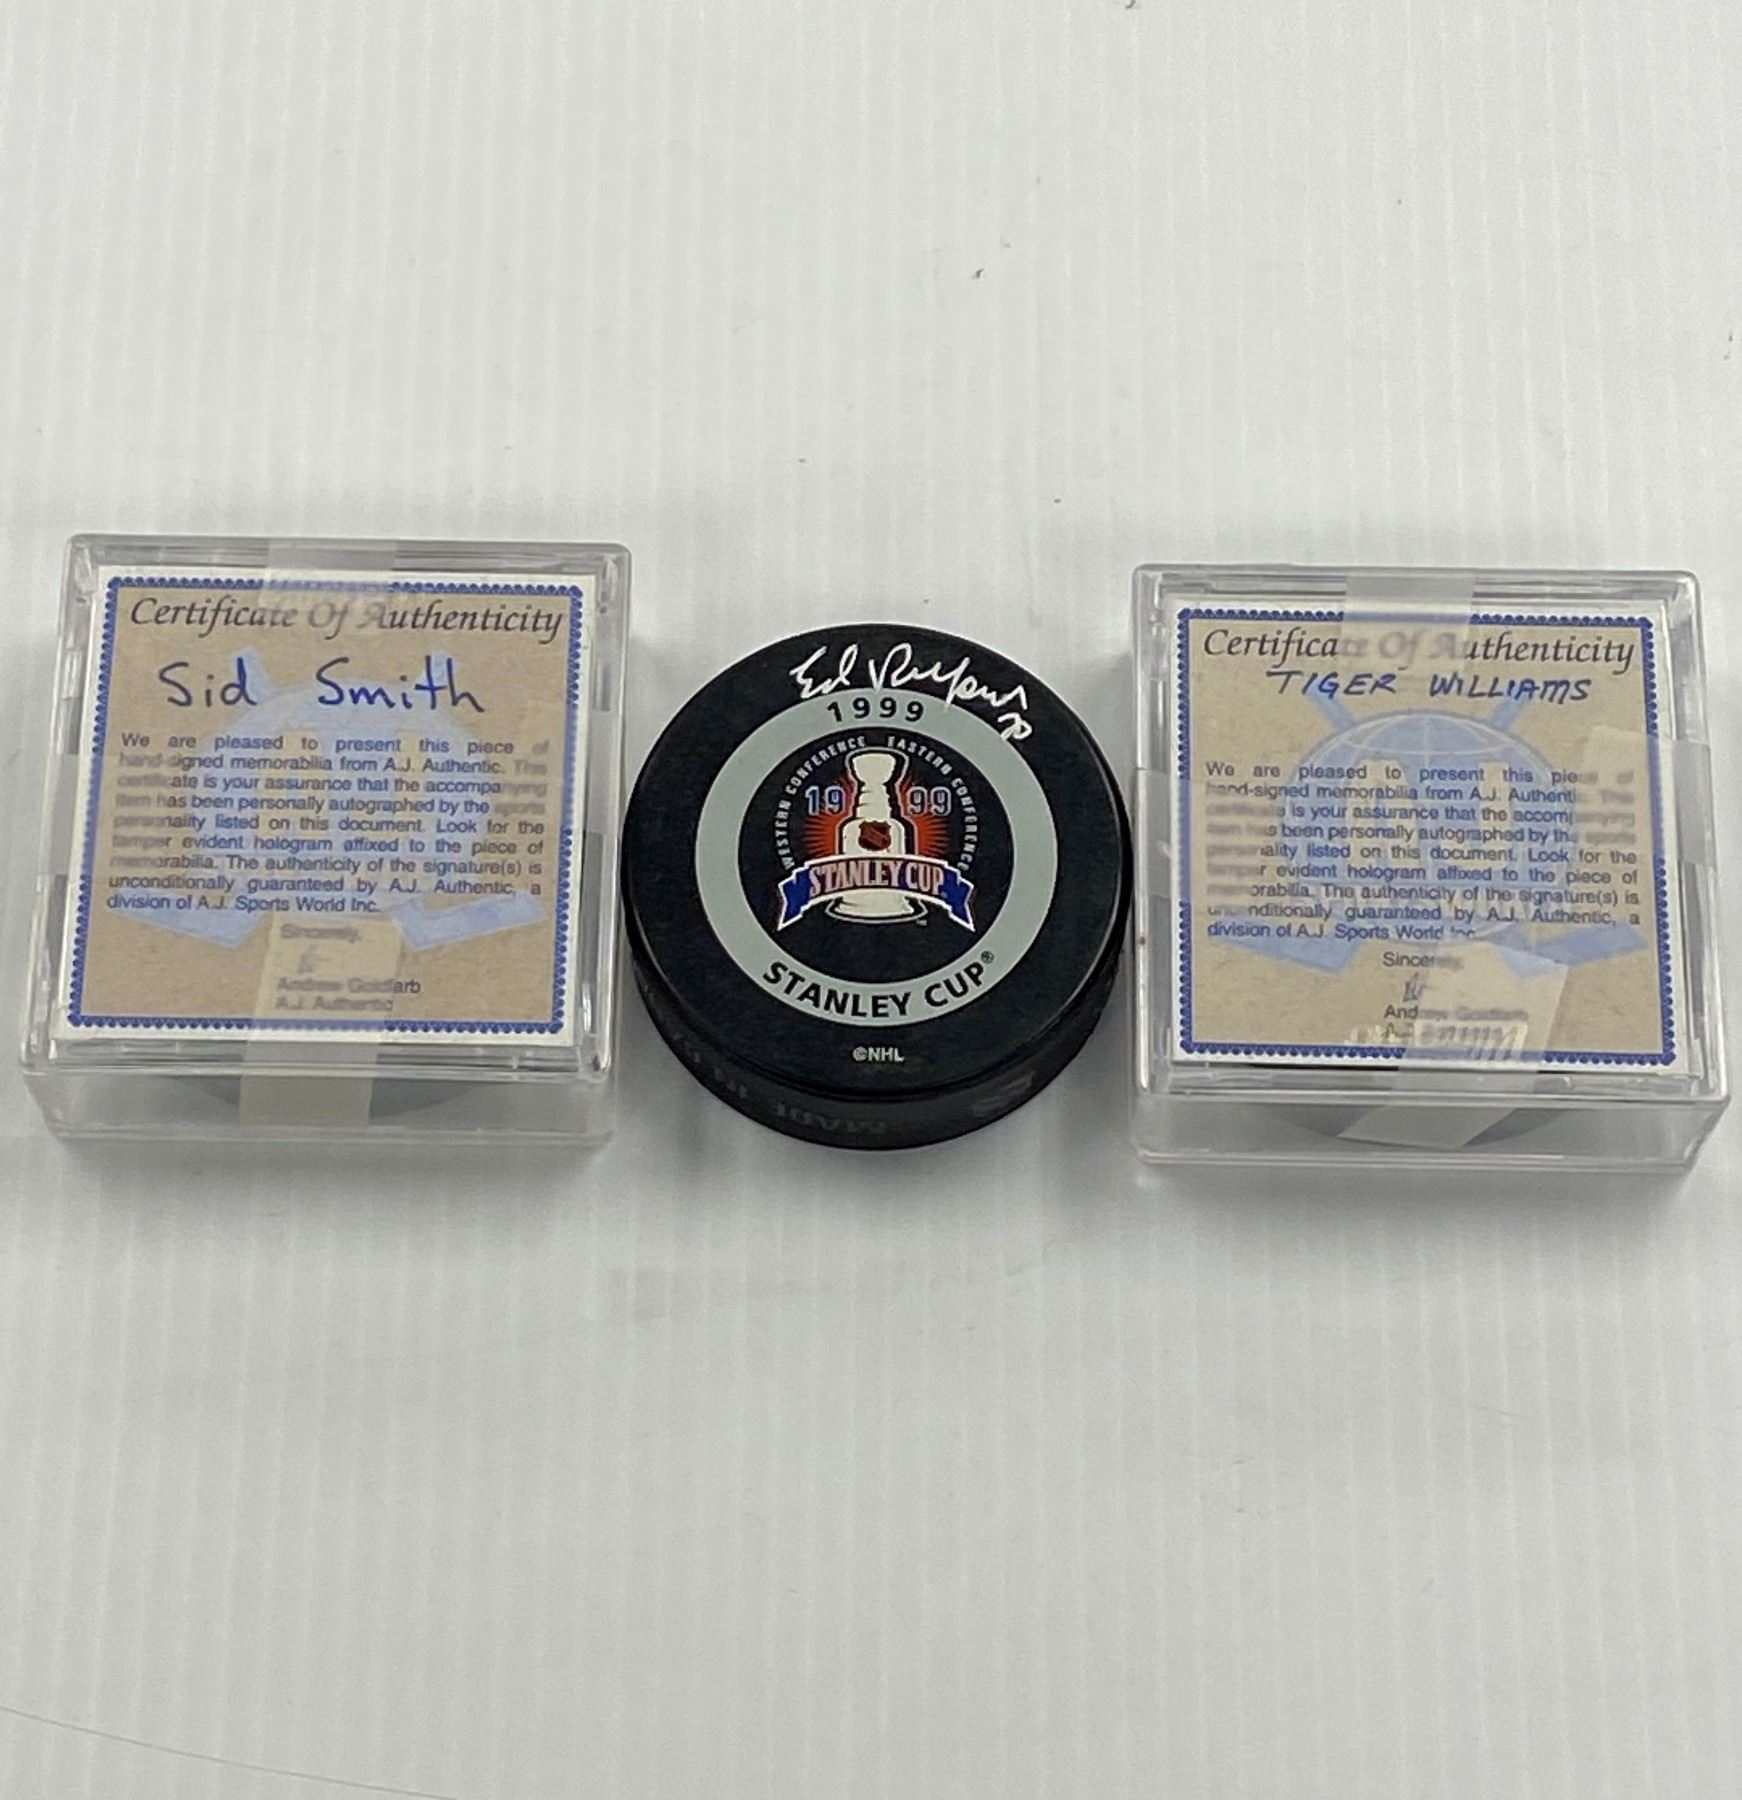 Certificate Of Authenticity
Sid Smith
We are pleased to present this piece of
hand-signed memorabilia from A.J. Authentic. This
certificate is your assurance that the accompanying
item has been personally autographed by the sports
personality listed on this document. Look for the
tamper evident hologram affixed to the piece of
memorabilia. The authenticity of the signature(s) is
unconditionally guaranteed by A.J. Authentic, a
division of A.J. Sports World Inc.
Sincerely,
Andrew Goldfarb
A.J. Authentic
Ed
1999
WESTERN CONFERENCE EASTERN CONFERENCE
19 99
STANLEY CUP
STANLEY CUP®
©NHL
MADE IN
Certificate Of Authenticity
TIGER WILLIAMS
We are pleased to present this piece of
hand-signed memorabilia from A.J. Authentic. This
certificate is your assurance that the accompanying
item has been personally autographed by the sports
personality listed on this document. Look for the
tamper evident hologram affixed to the piece of
memorabilia. The authenticity of the signature(s) is
unconditionally guaranteed by A.J. Authentic, a
division of A.J. Sports World Inc.
Sincerely,
Andrew Goldfarb